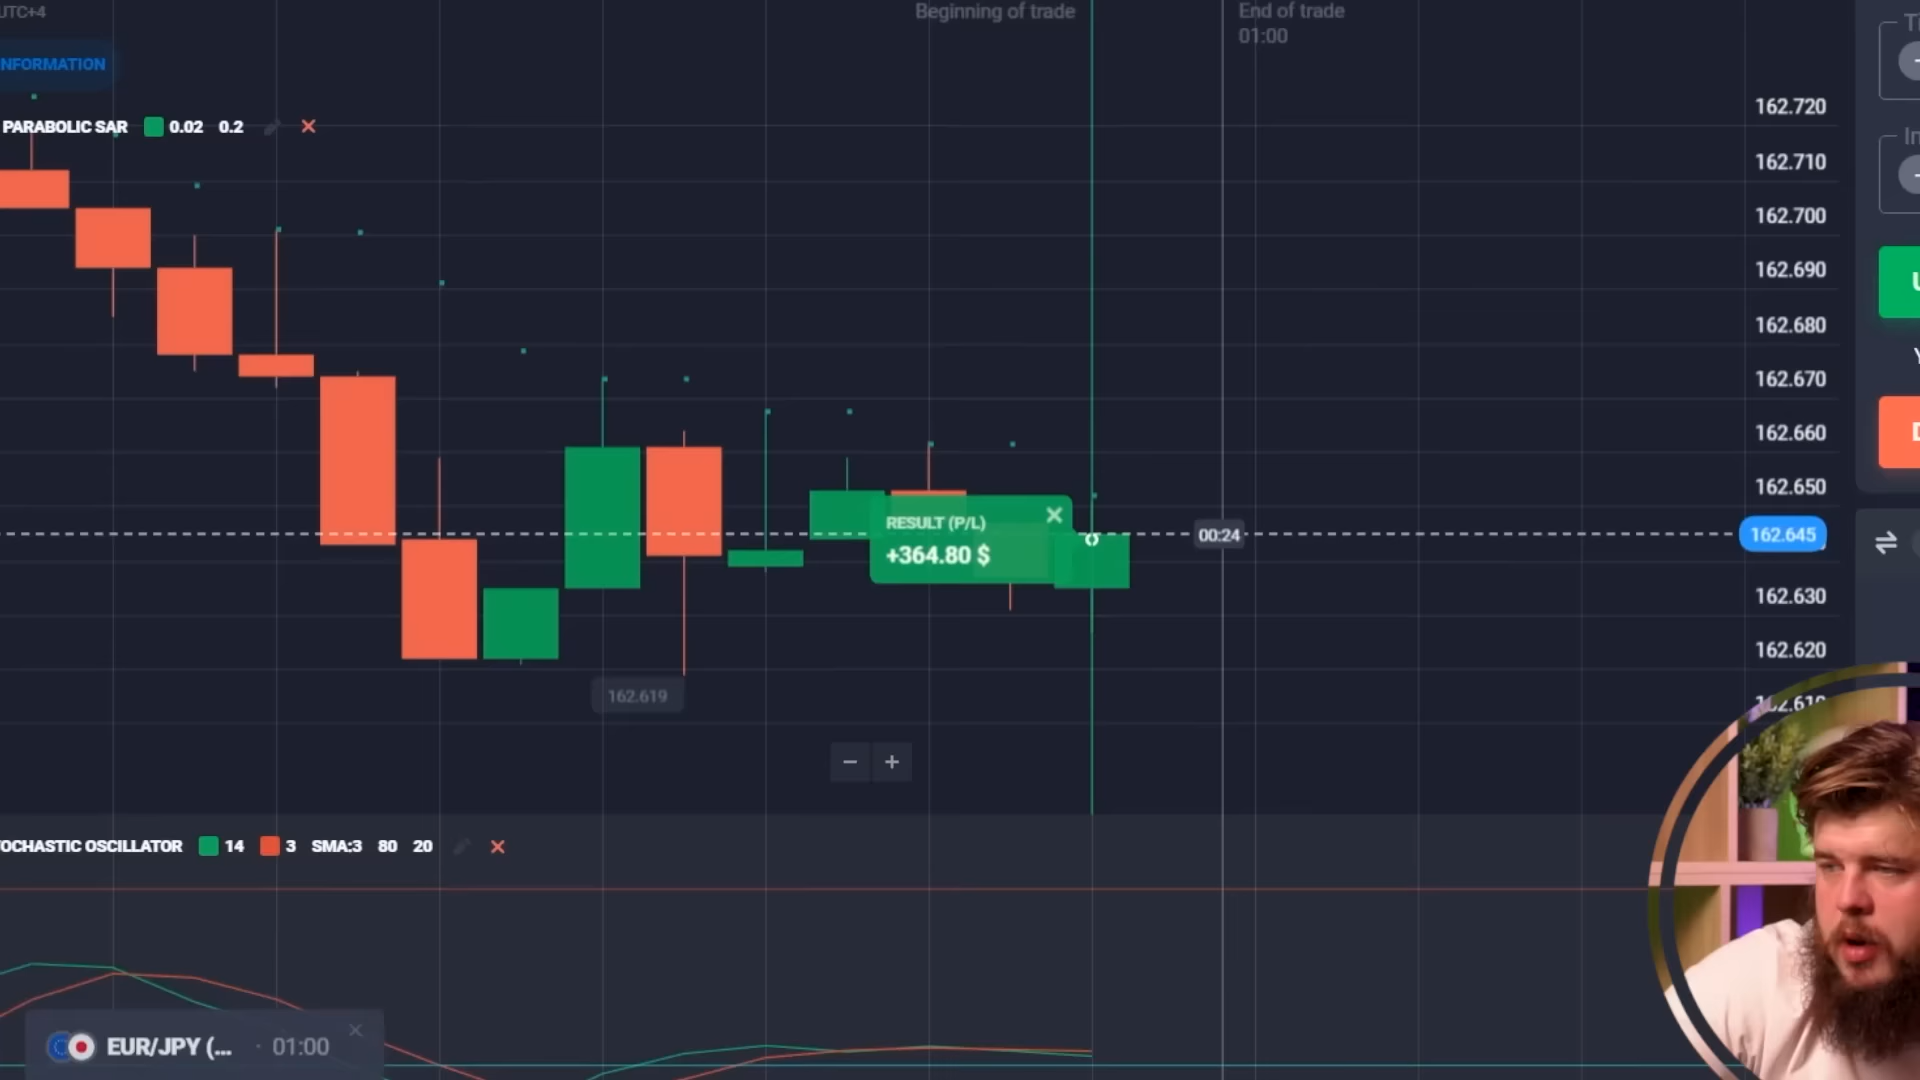 UTC+4
Beginning of trade
End of trade
01:00
INFORMATION
PARABOLIC SAR 0.02 0.2
162.720
162.710
162.700
162.690
162.680
162.670
162.660
162.650
162.645
162.630
162.620
RESULT (P/L)
+364.80 $
00:24
162.619
− +
OCHASTIC OSCILLATOR 14 3 SMA:3 80 20
EUR/JPY (... · 01:00